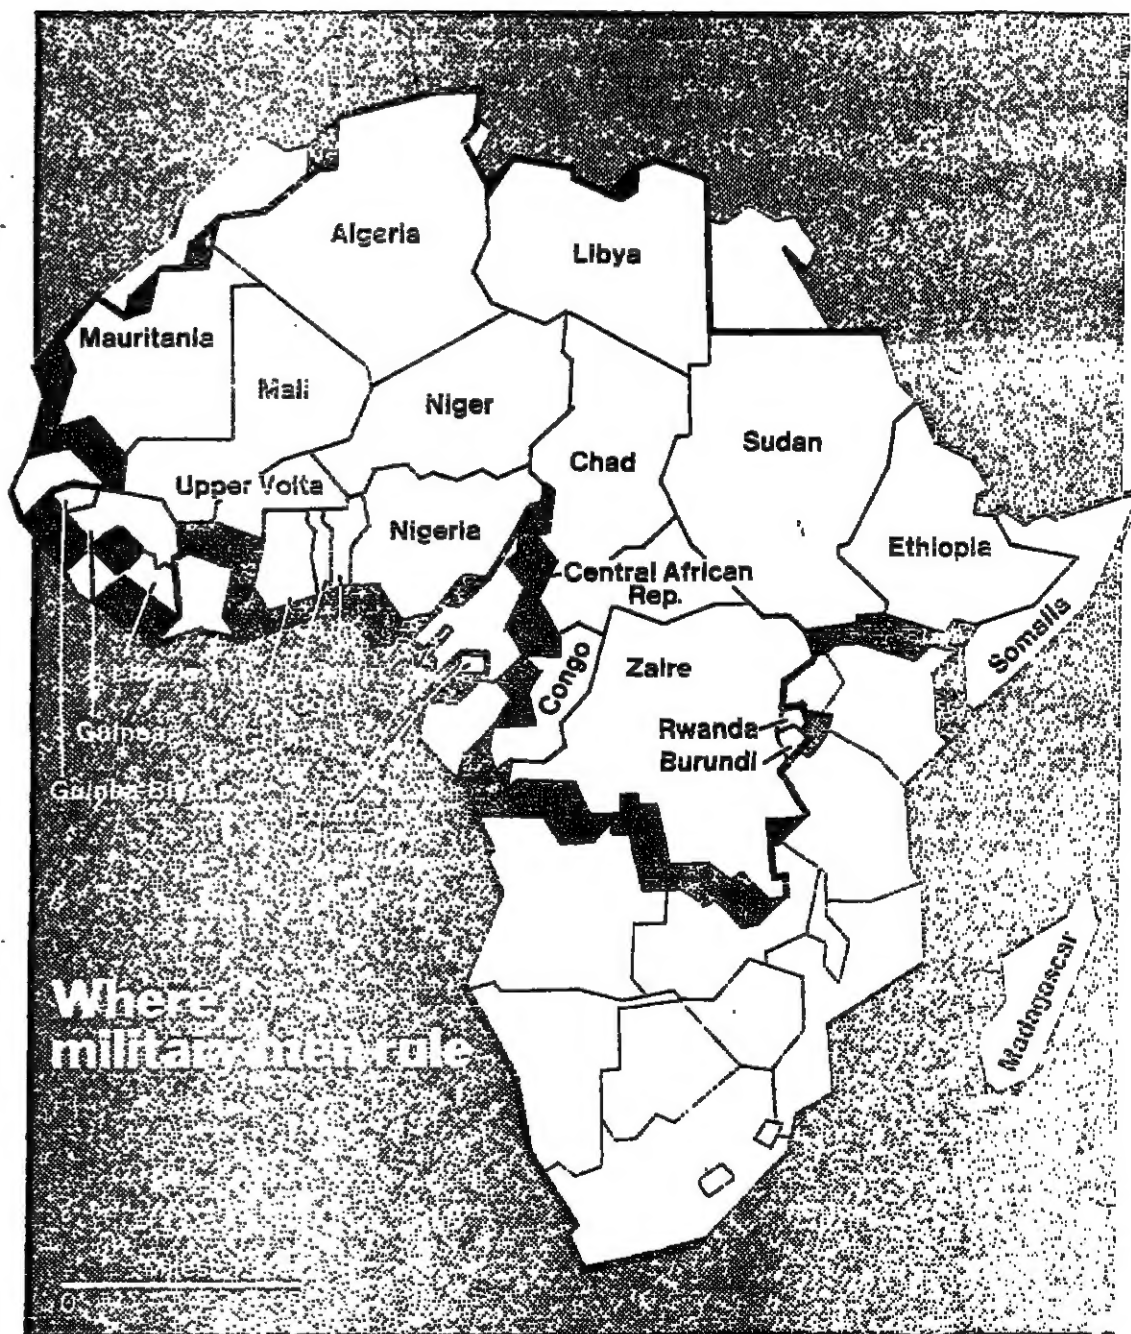 Algeria
Libya
Mauritania
Mali
Niger
Chad
Sudan
Upper Volta
Nigeria
Ethiopia
Central African
Rep.
Somalia
Congo
Zaire
Rwanda
Burundi
Guinea
Madagascar
Where
military men rule
0